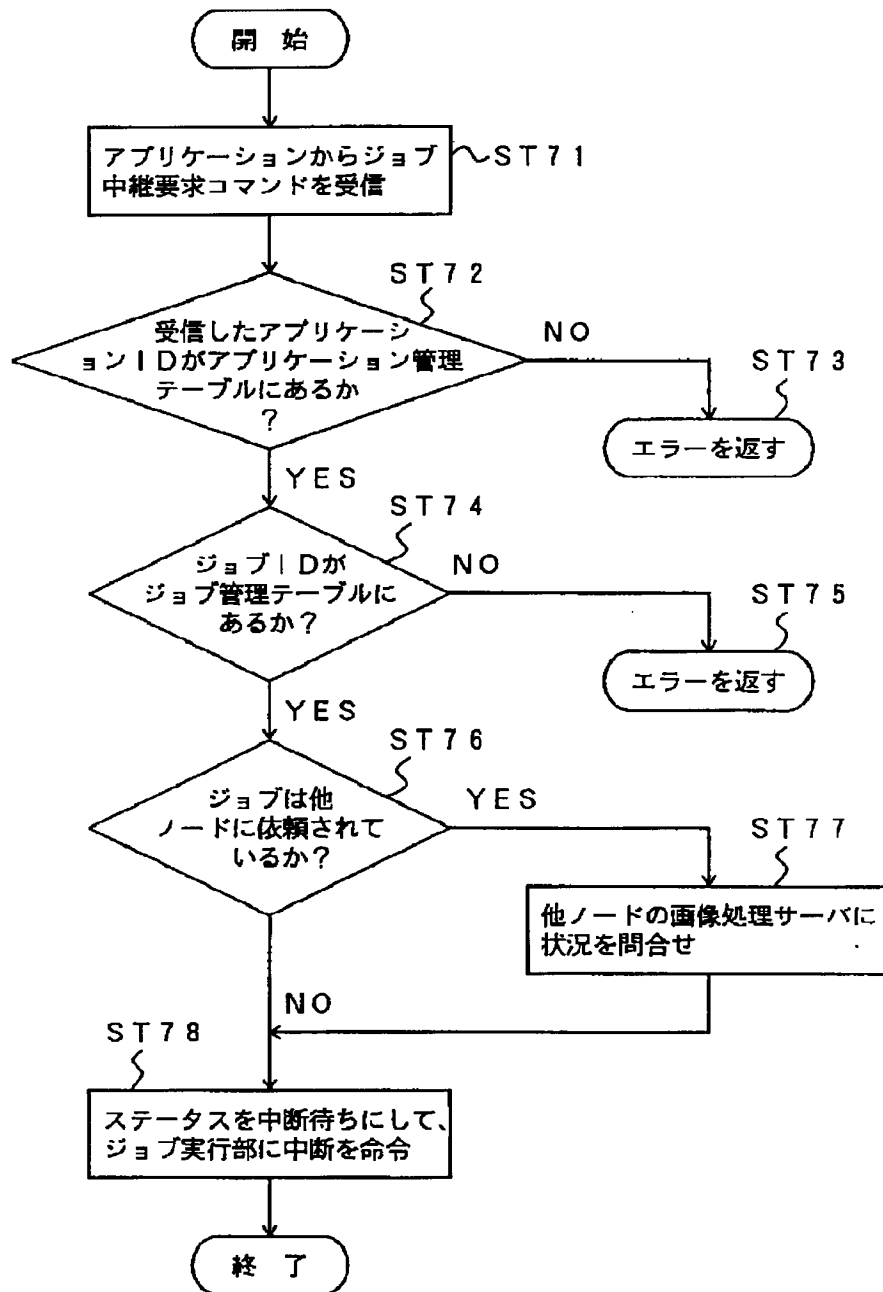 開 始
アプリケーションからジョブ
中継要求コマンドを受信
ST71
ST72
受信したアプリケーシ
ョンIDがアプリケーション管理
テーブルにあるか
?
NO
ST73
エラーを返す
YES
ST74
ジョブIDが
ジョブ管理テーブルに
あるか?
NO
ST75
エラーを返す
YES
ST76
ジョブは他
ノードに依頼されて
いるか?
YES
ST77
他ノードの画像処理サーバに
状況を問合せ
NO
ST78
ステータスを中断待ちにして、
ジョブ実行部に中断を命令
終 了